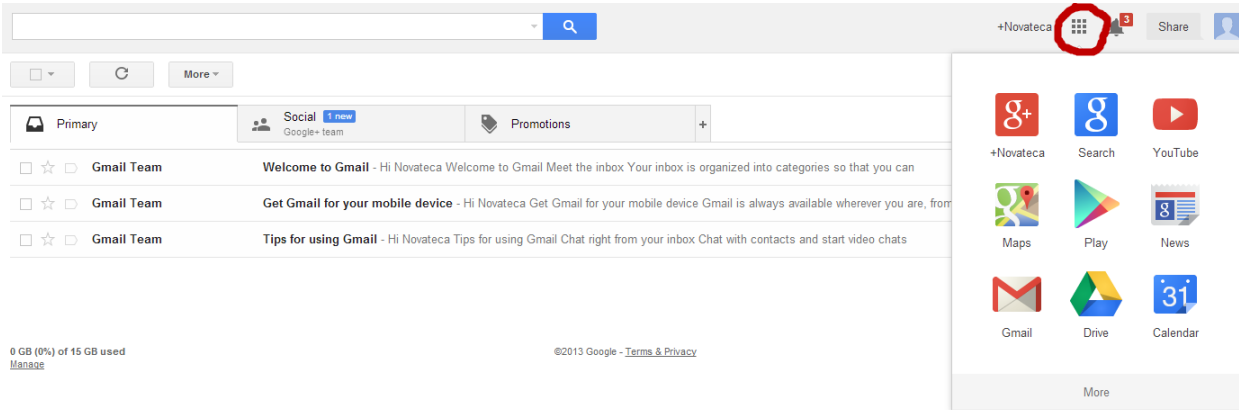 +Novateca 3 Share
More
Primary Social 1 new Promotions +
Google+ team
Gmail Team Welcome to Gmail - Hi Novateca Welcome to Gmail Meet the inbox Your inbox is organized into categories so that you can
Gmail Team Get Gmail for your mobile device - Hi Novateca Get Gmail for your mobile device Gmail is always available wherever you are, from
Gmail Team Tips for using Gmail - Hi Novateca Tips for using Gmail Chat right from your inbox Chat with contacts and start video chats
0 GB (0%) of 15 GB used
Manage
©2013 Google - Terms & Privacy
g+ g
+Novateca Search YouTube
g
Maps Play News
31
Gmail Drive Calendar
More